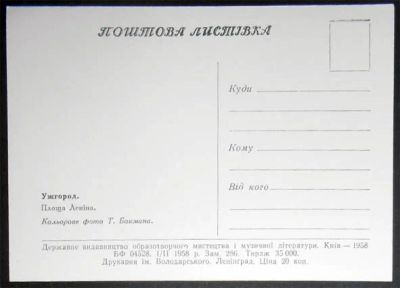 ПОШТОВА ЛИСТІВКА
Куди
Кому
Від кого
Ужгород.
Площа Леніна.
Кольорове фото Т. Бакмана.
Державне видавництво образотворчого мистецтва і музичної літератури. Київ — 1958
БФ 04528. 1/II 1958 р. Зам. 286. Тираж 35 000.
Друкарня ім. Володарського. Ленінград. Ціна 20 коп.